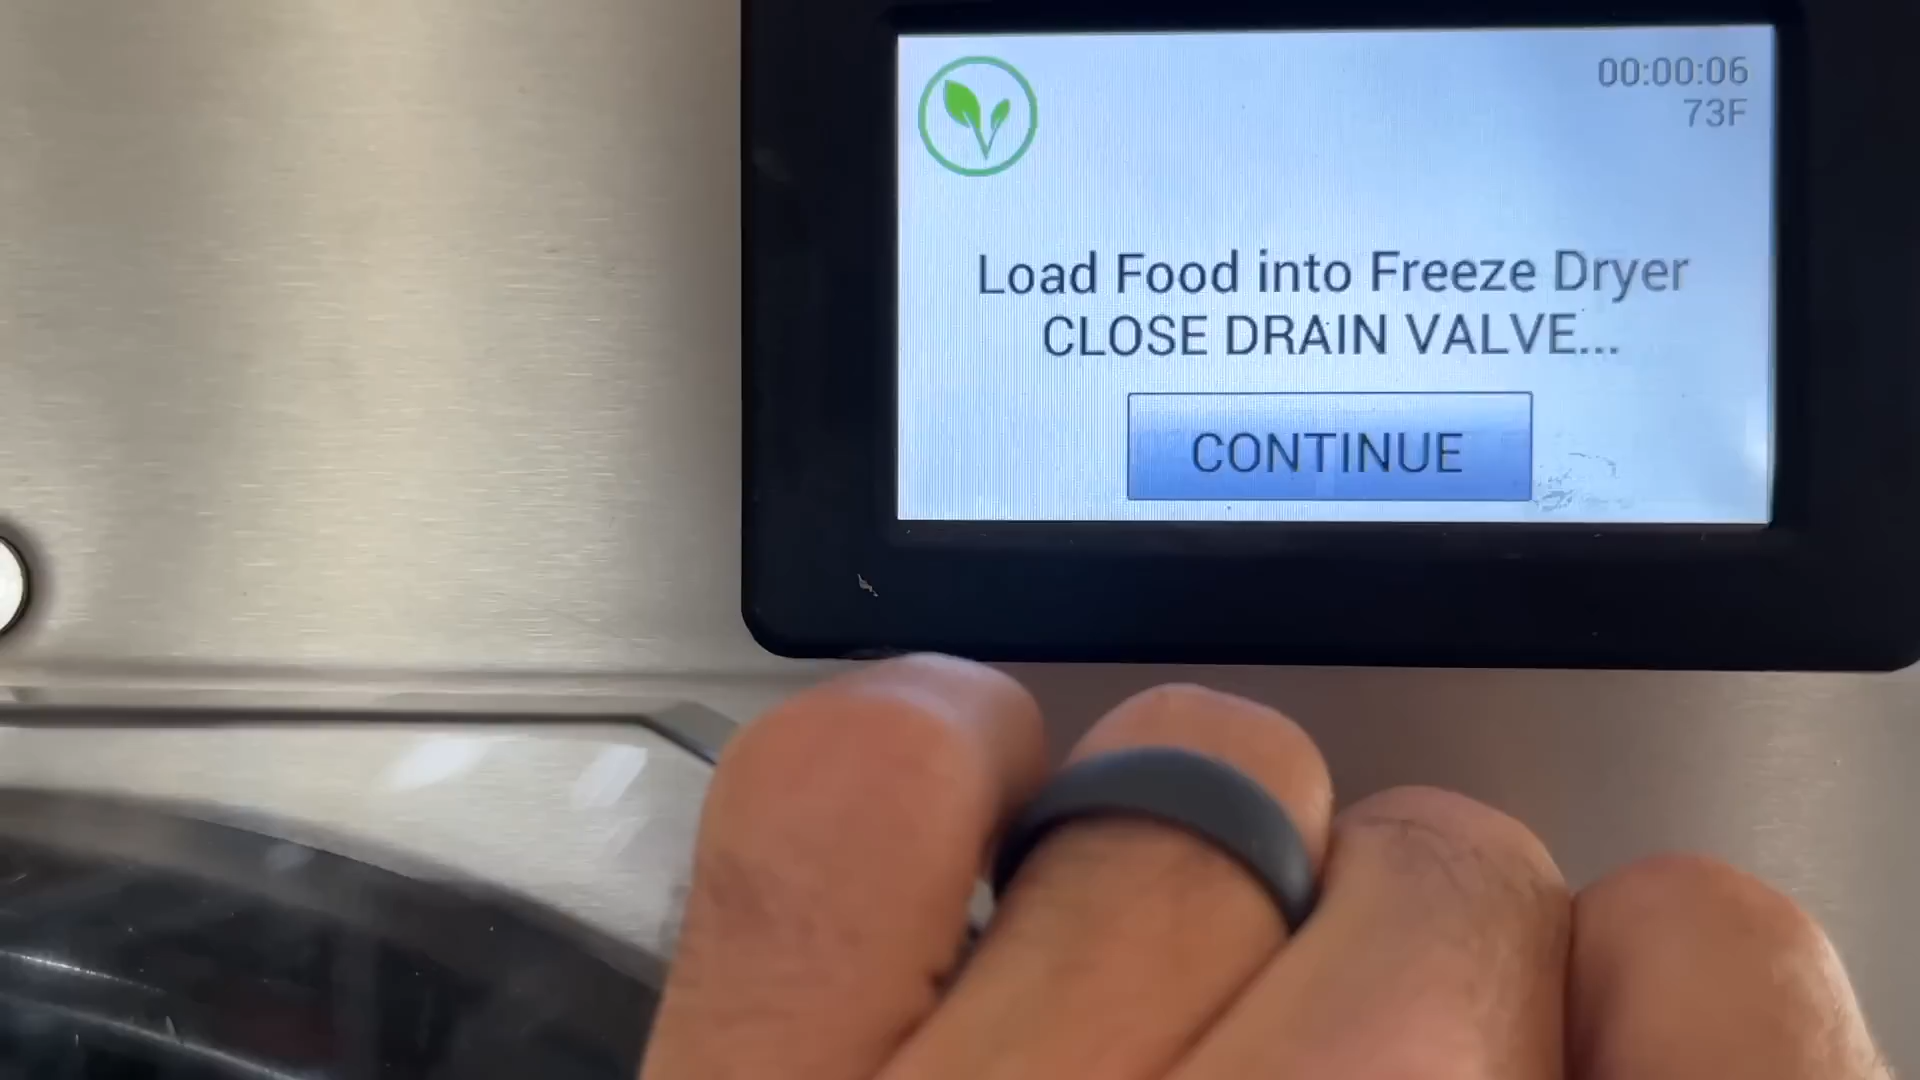 00:00:06
73F
Load Food into Freeze Dryer
CLOSE DRAIN VALVE...
CONTINUE